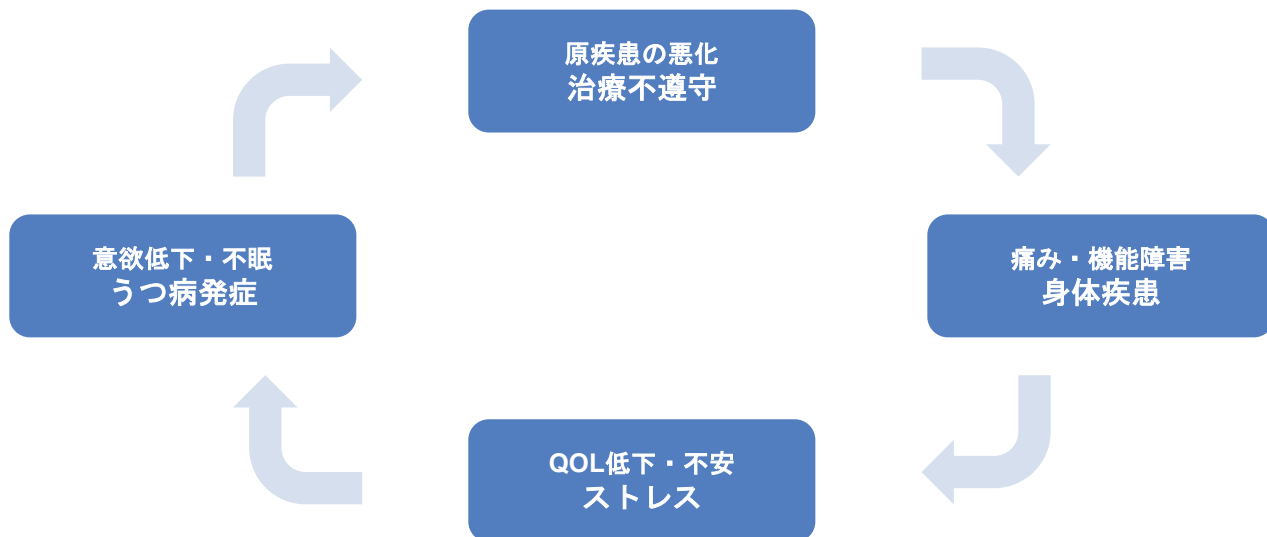 原疾患の悪化
治療不遵守
意欲低下・不眠
うつ病発症
痛み・機能障害
身体疾患
QOL低下・不安
ストレス